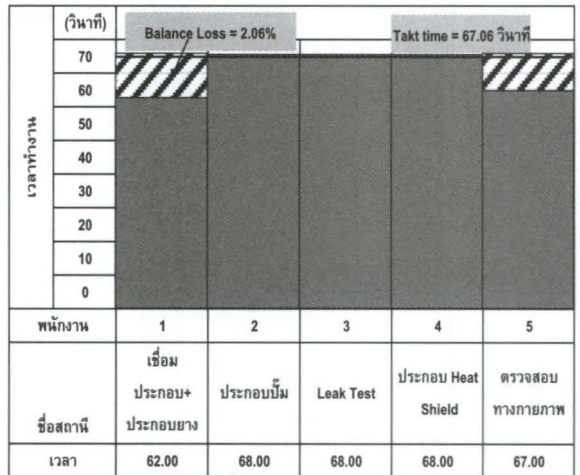 (วินาที)
Balance Loss = 2.06%
Takt time = 67.06 วินาที
เวลาทำงาน
70
60
50
40
30
20
10
0
พนักงาน 1 2 3 4 5
ชื่อสถานี
เชื่อม
ประกอบ+
ประกอบยาง
ประกอบปั๊ม
Leak Test
ประกอบ Heat
Shield
ตรวจสอบ
ทางกายภาพ
เวลา 62.00 68.00 68.00 68.00 67.00